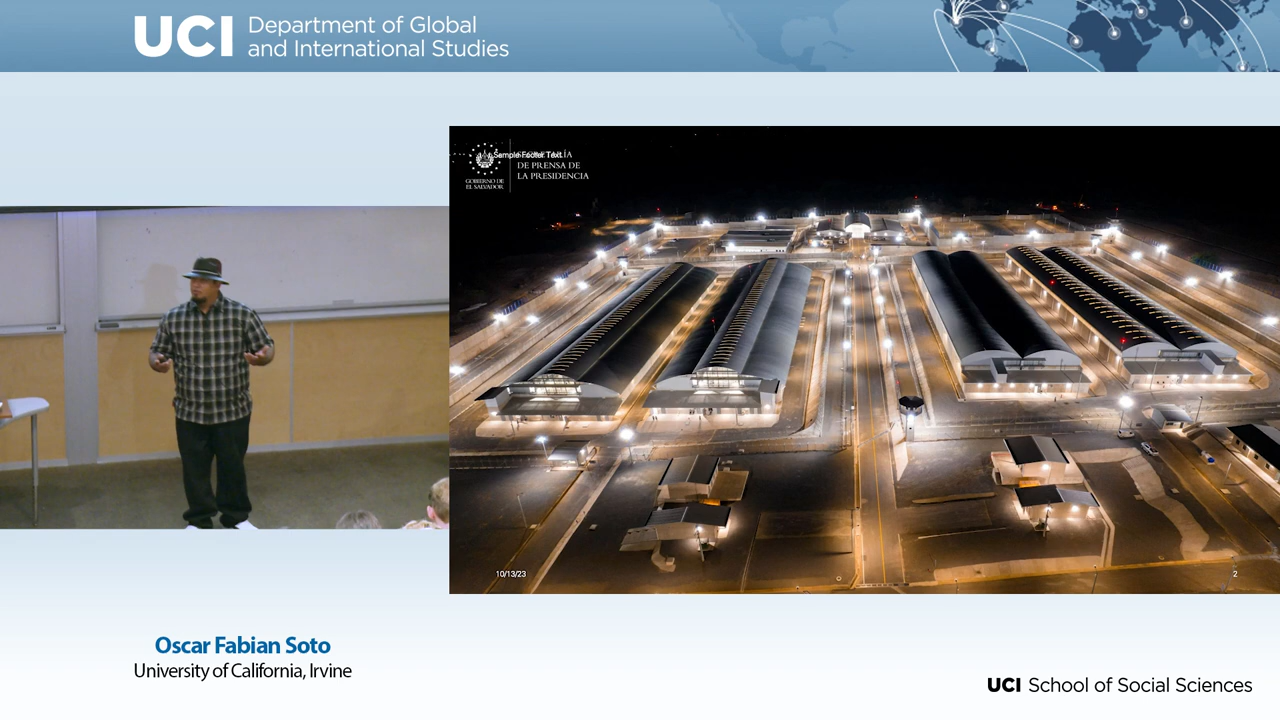 UCI Department of Global
and International Studies
Sample Footer Text
DE PRENSA DE
LA PRESIDENCIA
GOBIERNO DE
EL SALVADOR
10/13/23
2
Oscar Fabian Soto
University of California, Irvine
UCI School of Social Sciences